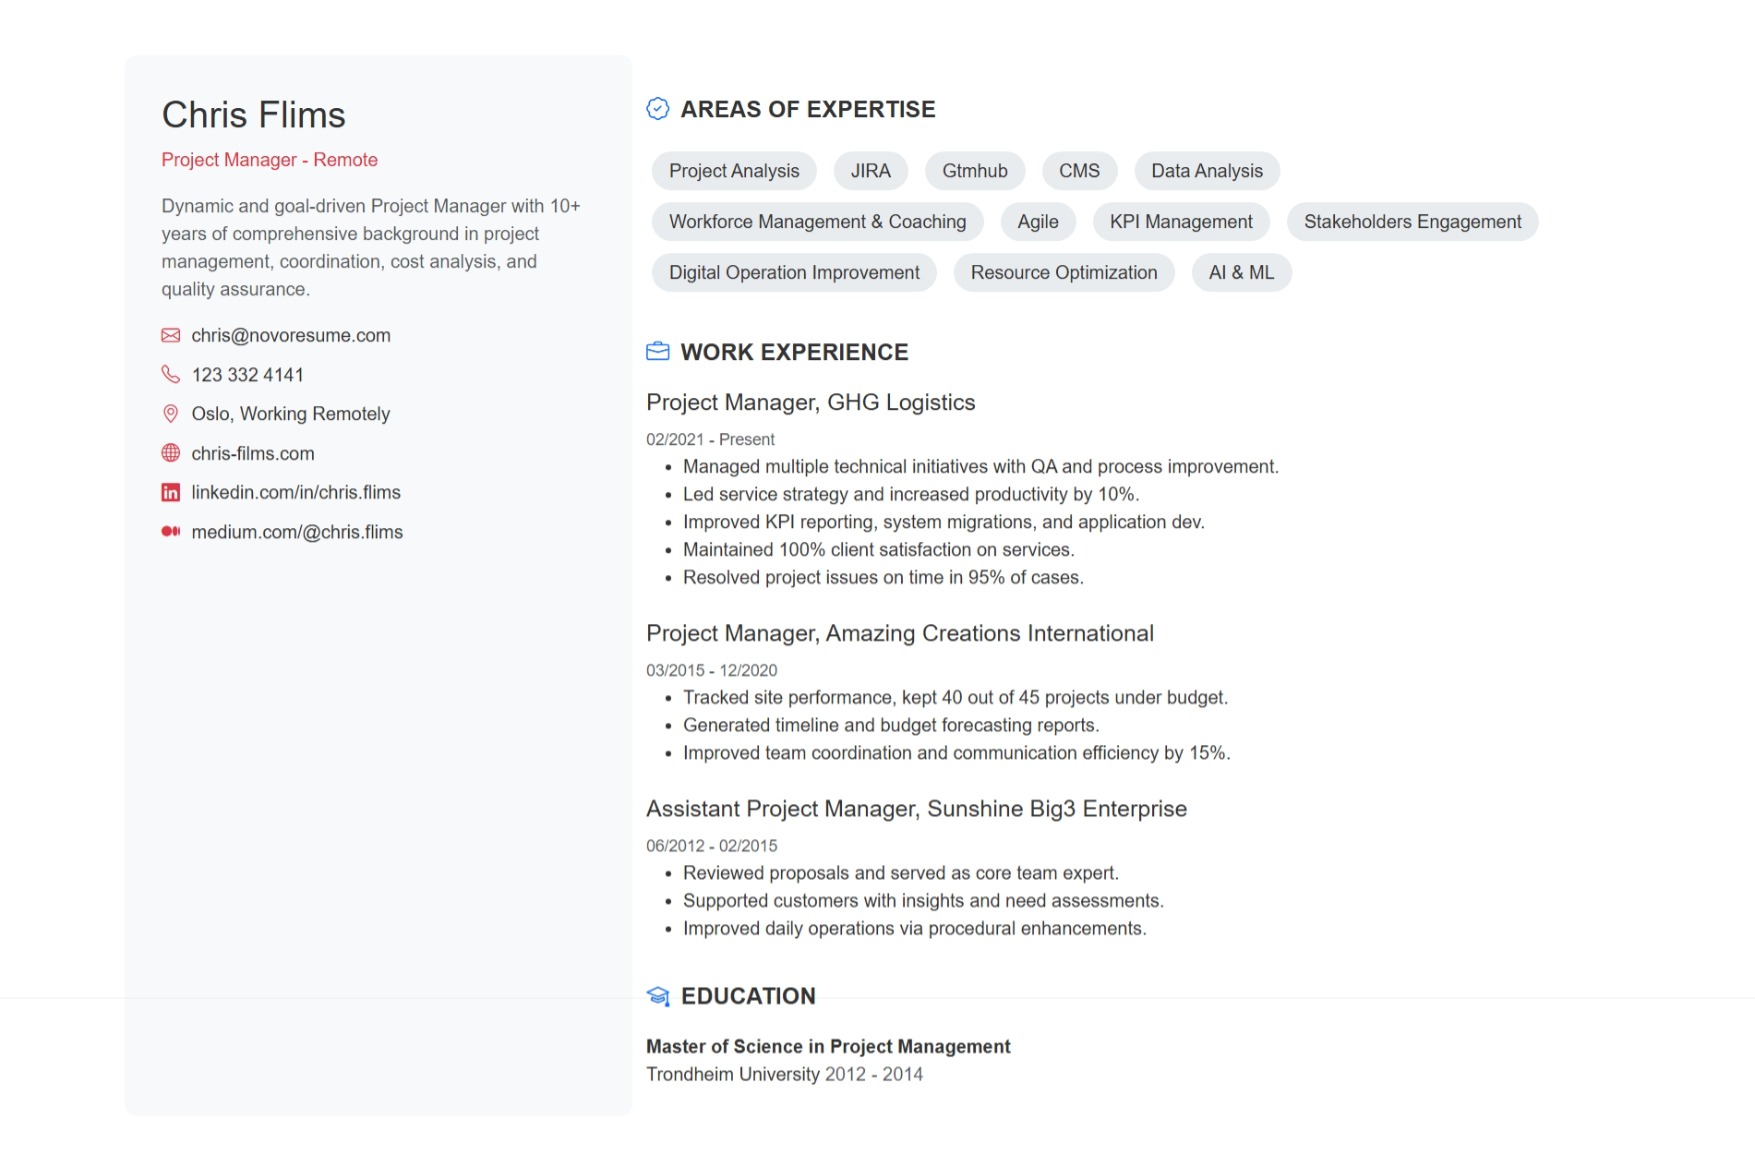 Chris Flims
Project Manager - Remote
Dynamic and goal-driven Project Manager with 10+
years of comprehensive background in project
management, coordination, cost analysis, and
quality assurance.
chris@novoresume.com
123 332 4141
Oslo, Working Remotely
chris-films.com
linkedin.com/in/chris.flims
medium.com/@chris.flims
AREAS OF EXPERTISE
Project Analysis JIRA Gtmhub CMS Data Analysis
Workforce Management & Coaching Agile KPI Management Stakeholders Engagement
Digital Operation Improvement Resource Optimization AI & ML
WORK EXPERIENCE
Project Manager, GHG Logistics
02/2021 - Present
• Managed multiple technical initiatives with QA and process improvement.
• Led service strategy and increased productivity by 10%.
• Improved KPI reporting, system migrations, and application dev.
• Maintained 100% client satisfaction on services.
• Resolved project issues on time in 95% of cases.
Project Manager, Amazing Creations International
03/2015 - 12/2020
• Tracked site performance, kept 40 out of 45 projects under budget.
• Generated timeline and budget forecasting reports.
• Improved team coordination and communication efficiency by 15%.
Assistant Project Manager, Sunshine Big3 Enterprise
06/2012 - 02/2015
• Reviewed proposals and served as core team expert.
• Supported customers with insights and need assessments.
• Improved daily operations via procedural enhancements.
EDUCATION
Master of Science in Project Management
Trondheim University 2012 - 2014